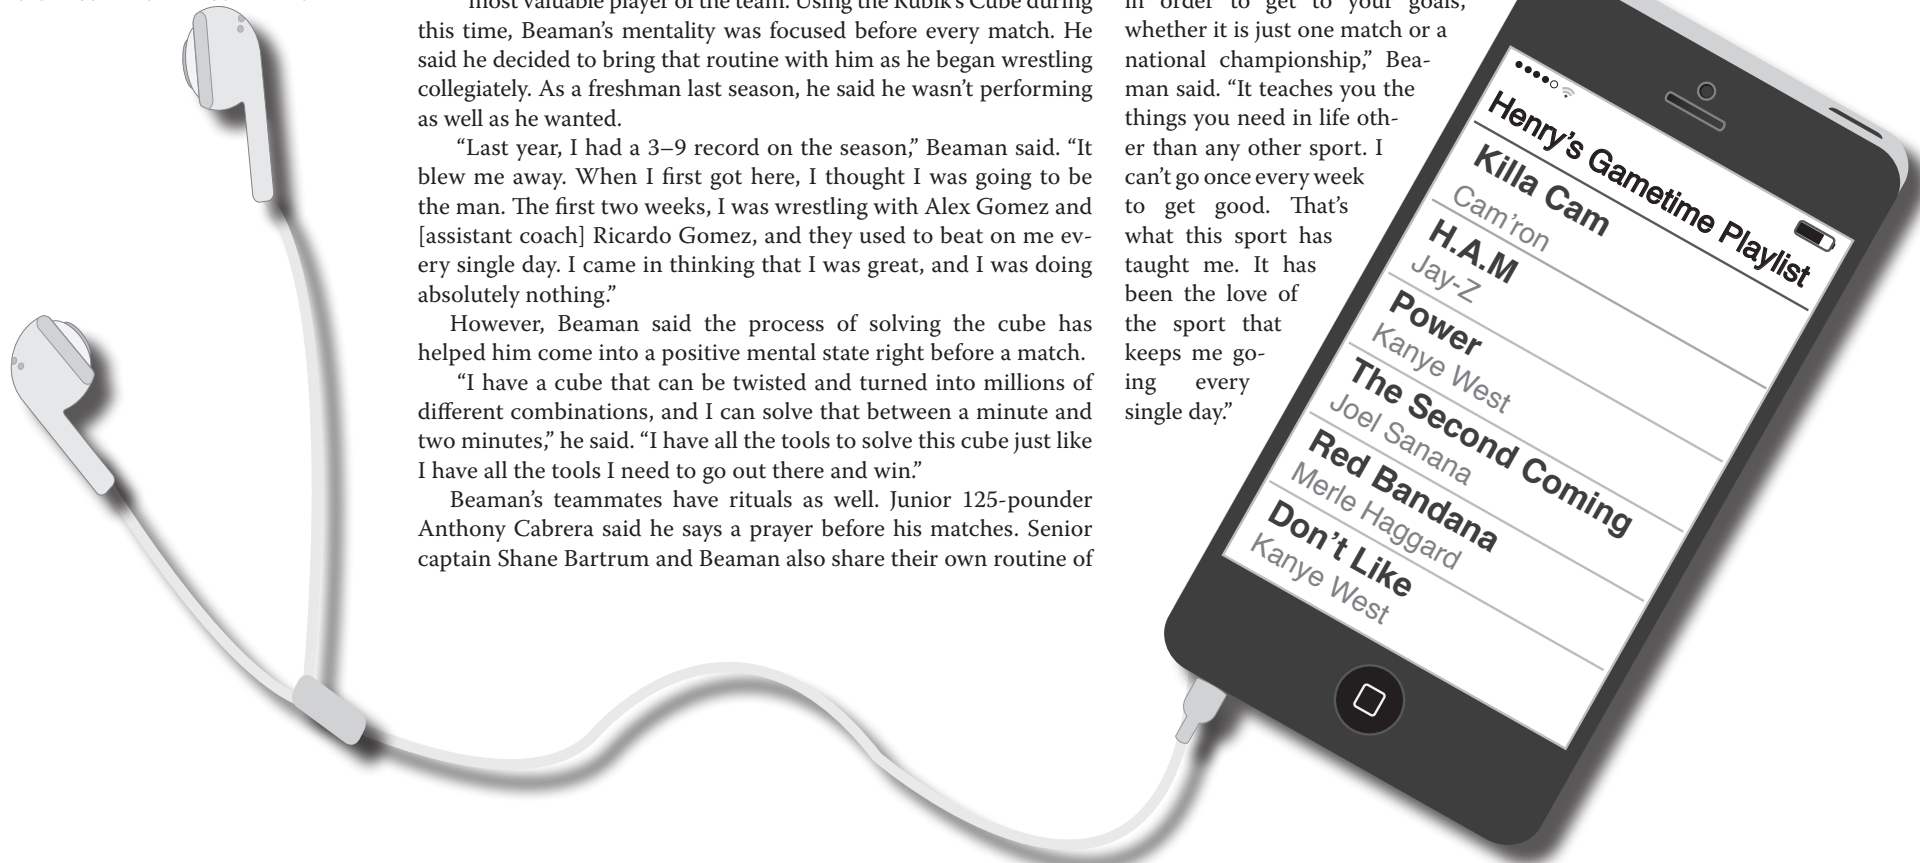 most valuable player of the team. Using the Rubik's Cube during
this time, Beaman's mentality was focused before every match. He
said he decided to bring that routine with him as he began wrestling
collegiately. As a freshman last season, he said he wasn't performing
as well as he wanted.
“Last year, I had a 3–9 record on the season,” Beaman said. “It
blew me away. When I first got here, I thought I was going to be
the man. The first two weeks, I was wrestling with Alex Gomez and
[assistant coach] Ricardo Gomez, and they used to beat on me ev-
ery single day. I came in thinking that I was great, and I was doing
absolutely nothing.”
However, Beaman said the process of solving the cube has
helped him come into a positive mental state right before a match.
“I have a cube that can be twisted and turned into millions of
different combinations, and I can solve that between a minute and
two minutes,” he said. “I have all the tools to solve this cube just like
I have all the tools I need to go out there and win.”
Beaman’s teammates have rituals as well. Junior 125-pounder
Anthony Cabrera said he says a prayer before his matches. Senior
captain Shane Bartrum and Beaman also share their own routine of
in order to get to your goals,
whether it is just one match or a
national championship,” Bea-
man said. “It teaches you the
things you need in life oth-
er than any other sport. I
can’t go once every week
to get good. That’s
what this sport has
taught me. It has
been the love of
the sport that
keeps me go-
ing every
single day.”
Henry’s Gametime Playlist
Killa Cam
Cam’ron
H.A.M
Jay-Z
Power
Kanye West
The Second Coming
Joel Sanana
Red Bandana
Merle Haggard
Don’t Like
Kanye West